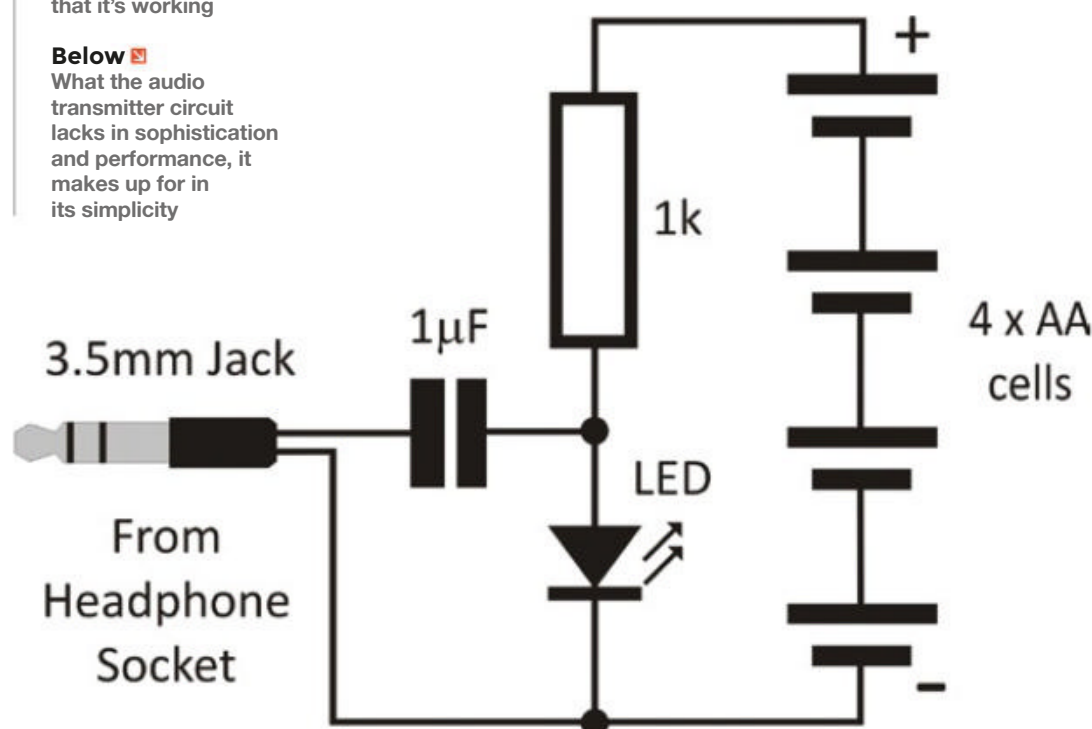 that it's working
Below
What the audio
transmitter circuit
lacks in sophistication
and performance, it
makes up for in
its simplicity
+
1k
1μF
4 x AA
cells
3.5mm Jack
LED
From
Headphone
Socket
-